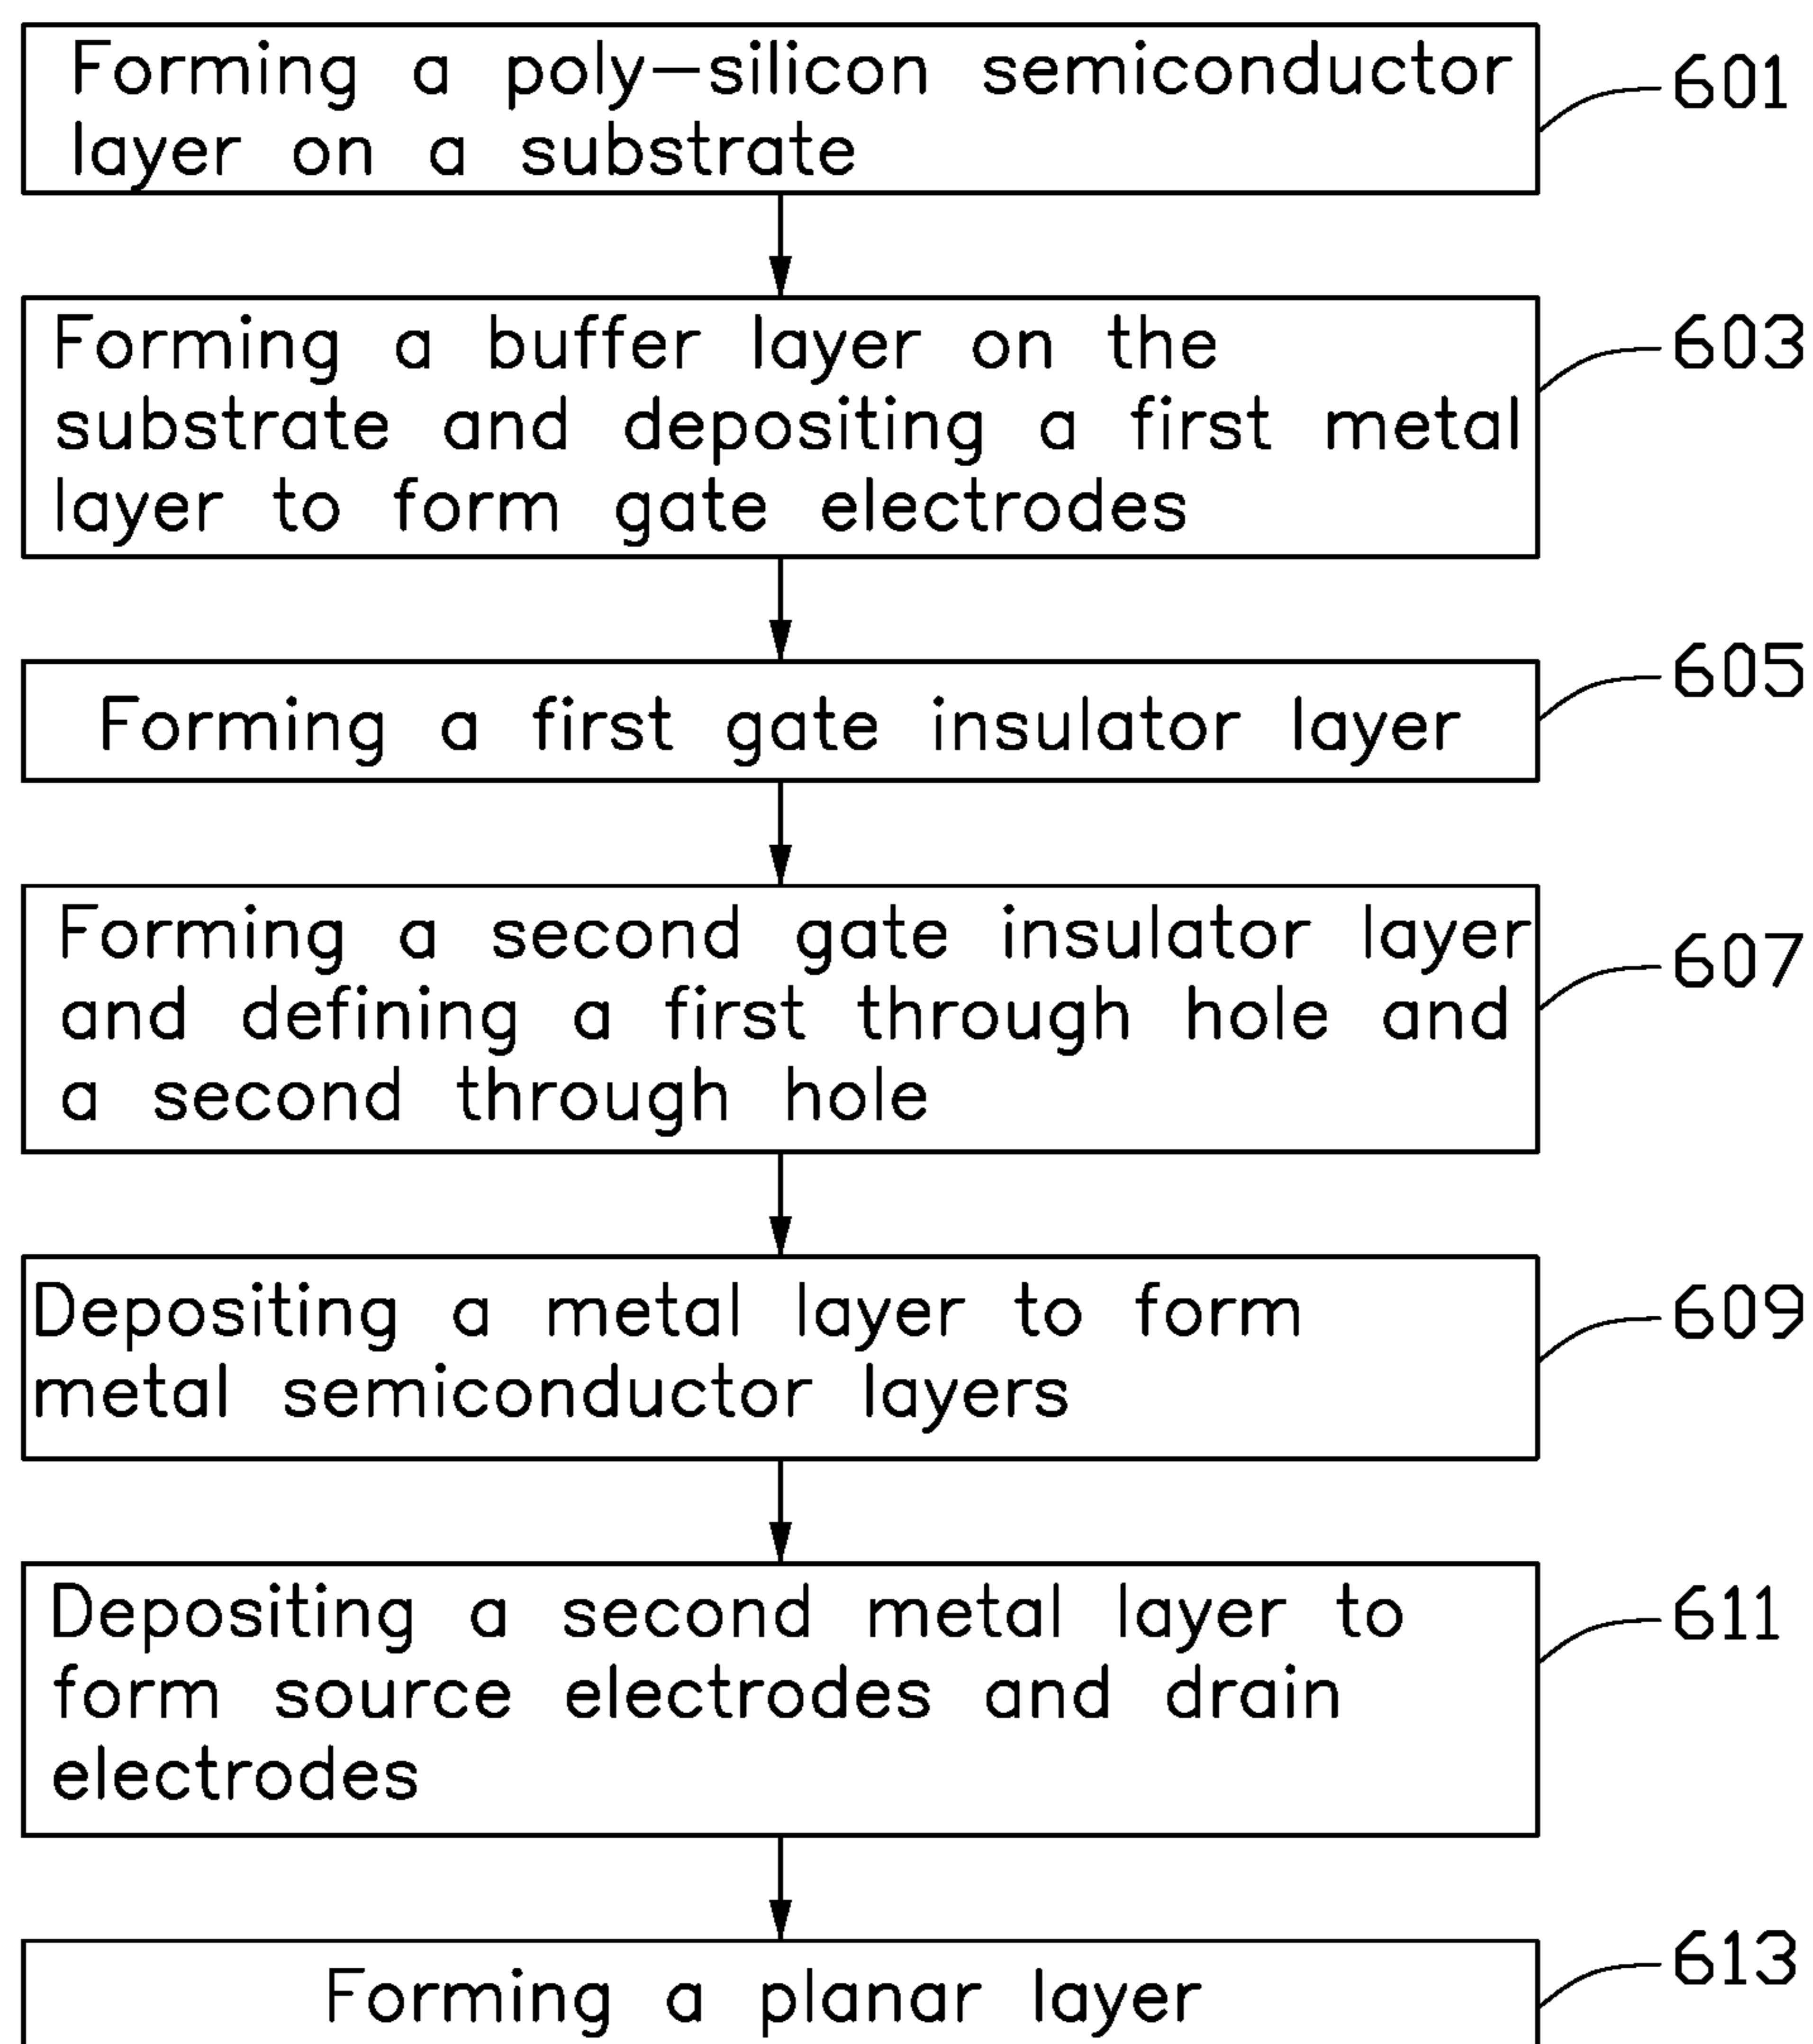 Forming a poly-silicon semiconductor
layer on a substrate
601
Forming a buffer layer on the
substrate and depositing a first metal
layer to form gate electrodes
603
Forming a first gate insulator layer
605
Forming a second gate insulator layer
and defining a first through hole and
a second through hole
607
Depositing a metal layer to form
metal semiconductor layers
609
Depositing a second metal layer to
form source electrodes and drain
electrodes
611
Forming a planar layer
613